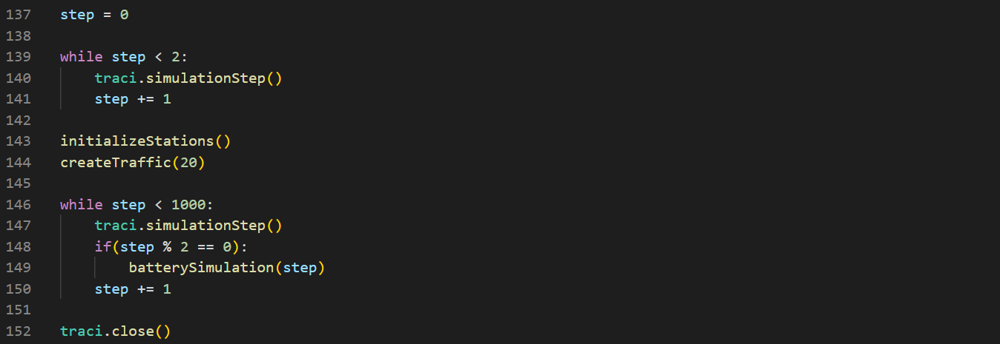 137 step = 0
138
139 while step < 2:
140     traci.simulationStep()
141     step += 1
142
143 initializeStations()
144 createTraffic(20)
145
146 while step < 1000:
147     traci.simulationStep()
148     if(step % 2 == 0):
149         batterySimulation(step)
150     step += 1
151
152 traci.close()